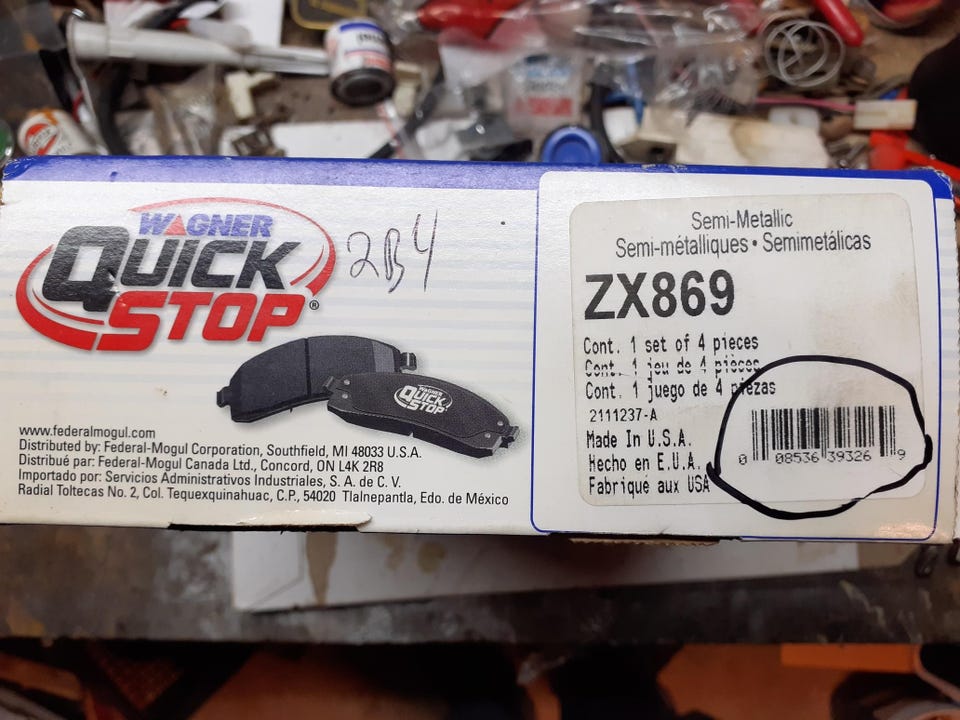 WAGNER
QUICK
STOP®
2B4
WAGNER
QUICK
STOP
www.federalmogul.com
Distributed by: Federal-Mogul Corporation, Southfield, MI 48033 U.S.A.
Distribué par: Federal-Mogul Canada Ltd., Concord, ON L4K 2R8
Importado por: Servicios Administrativos Industriales, S. A. de C. V.
Radial Toltecas No. 2, Col. Tequexquinahuac, C.P., 54020 Tlalnepantla, Edo. de México
Semi-Metallic
Semi-métalliques • Semimetálicas
ZX869
Cont. 1 set of 4 pieces
Cont. 1 jeu de 4 pièces
Cont. 1 juego de 4 piezas
2111237-A
Made In U.S.A.
Hecho en E.U.A.
Fabriqué aux USA
0 08536 39326 9